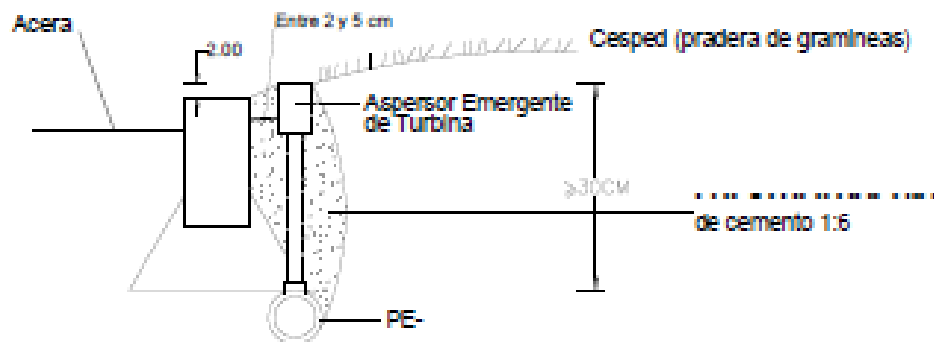 Acera
Entre 2 y 5 cm
2.00
Cesped (pradera de gramineas)
Aspersor Emergente
de Turbina
≥30CM
de cemento 1:6
PE-